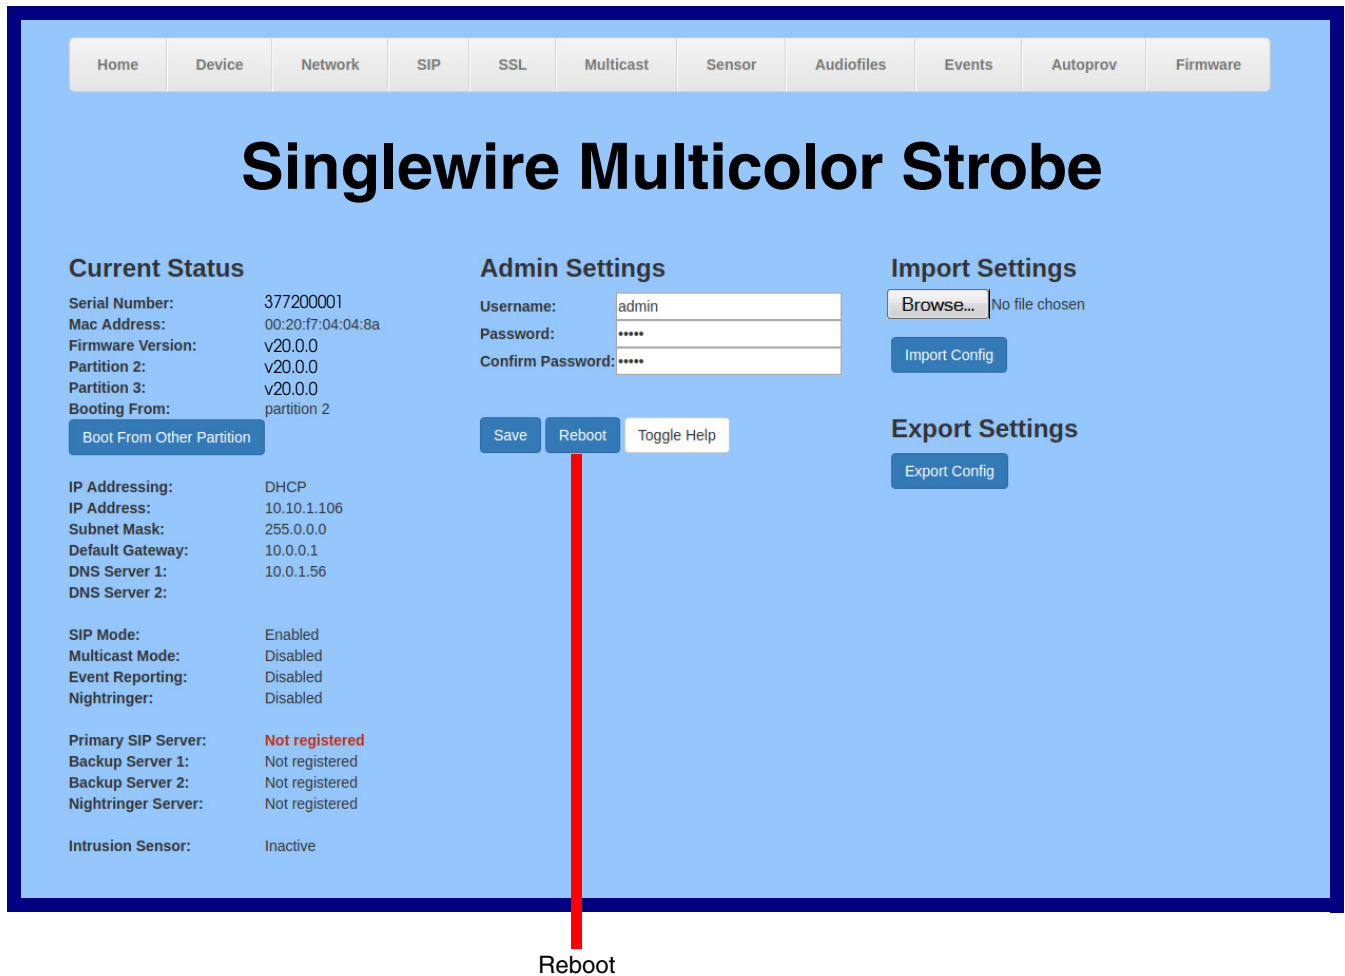 Home Device Network SIP SSL Multicast Sensor Audiofiles Events Autoprov Firmware
Singlewire Multicolor Strobe
Current Status
Serial Number: 377200001
Mac Address: 00:20:f7:04:04:8a
Firmware Version: v20.0.0
Partition 2: v20.0.0
Partition 3: v20.0.0
Booting From: partition 2
Boot From Other Partition
IP Addressing: DHCP
IP Address: 10.10.1.106
Subnet Mask: 255.0.0.0
Default Gateway: 10.0.0.1
DNS Server 1: 10.0.1.56
DNS Server 2:
SIP Mode: Enabled
Multicast Mode: Disabled
Event Reporting: Disabled
Nightringer: Disabled
Primary SIP Server: Not registered
Backup Server 1: Not registered
Backup Server 2: Not registered
Nightringer Server: Not registered
Intrusion Sensor: Inactive
Admin Settings
Username: admin
Password: •••••
Confirm Password: •••••
Save Reboot Toggle Help
Import Settings
Browse... No file chosen
Import Config
Export Settings
Export Config
Reboot